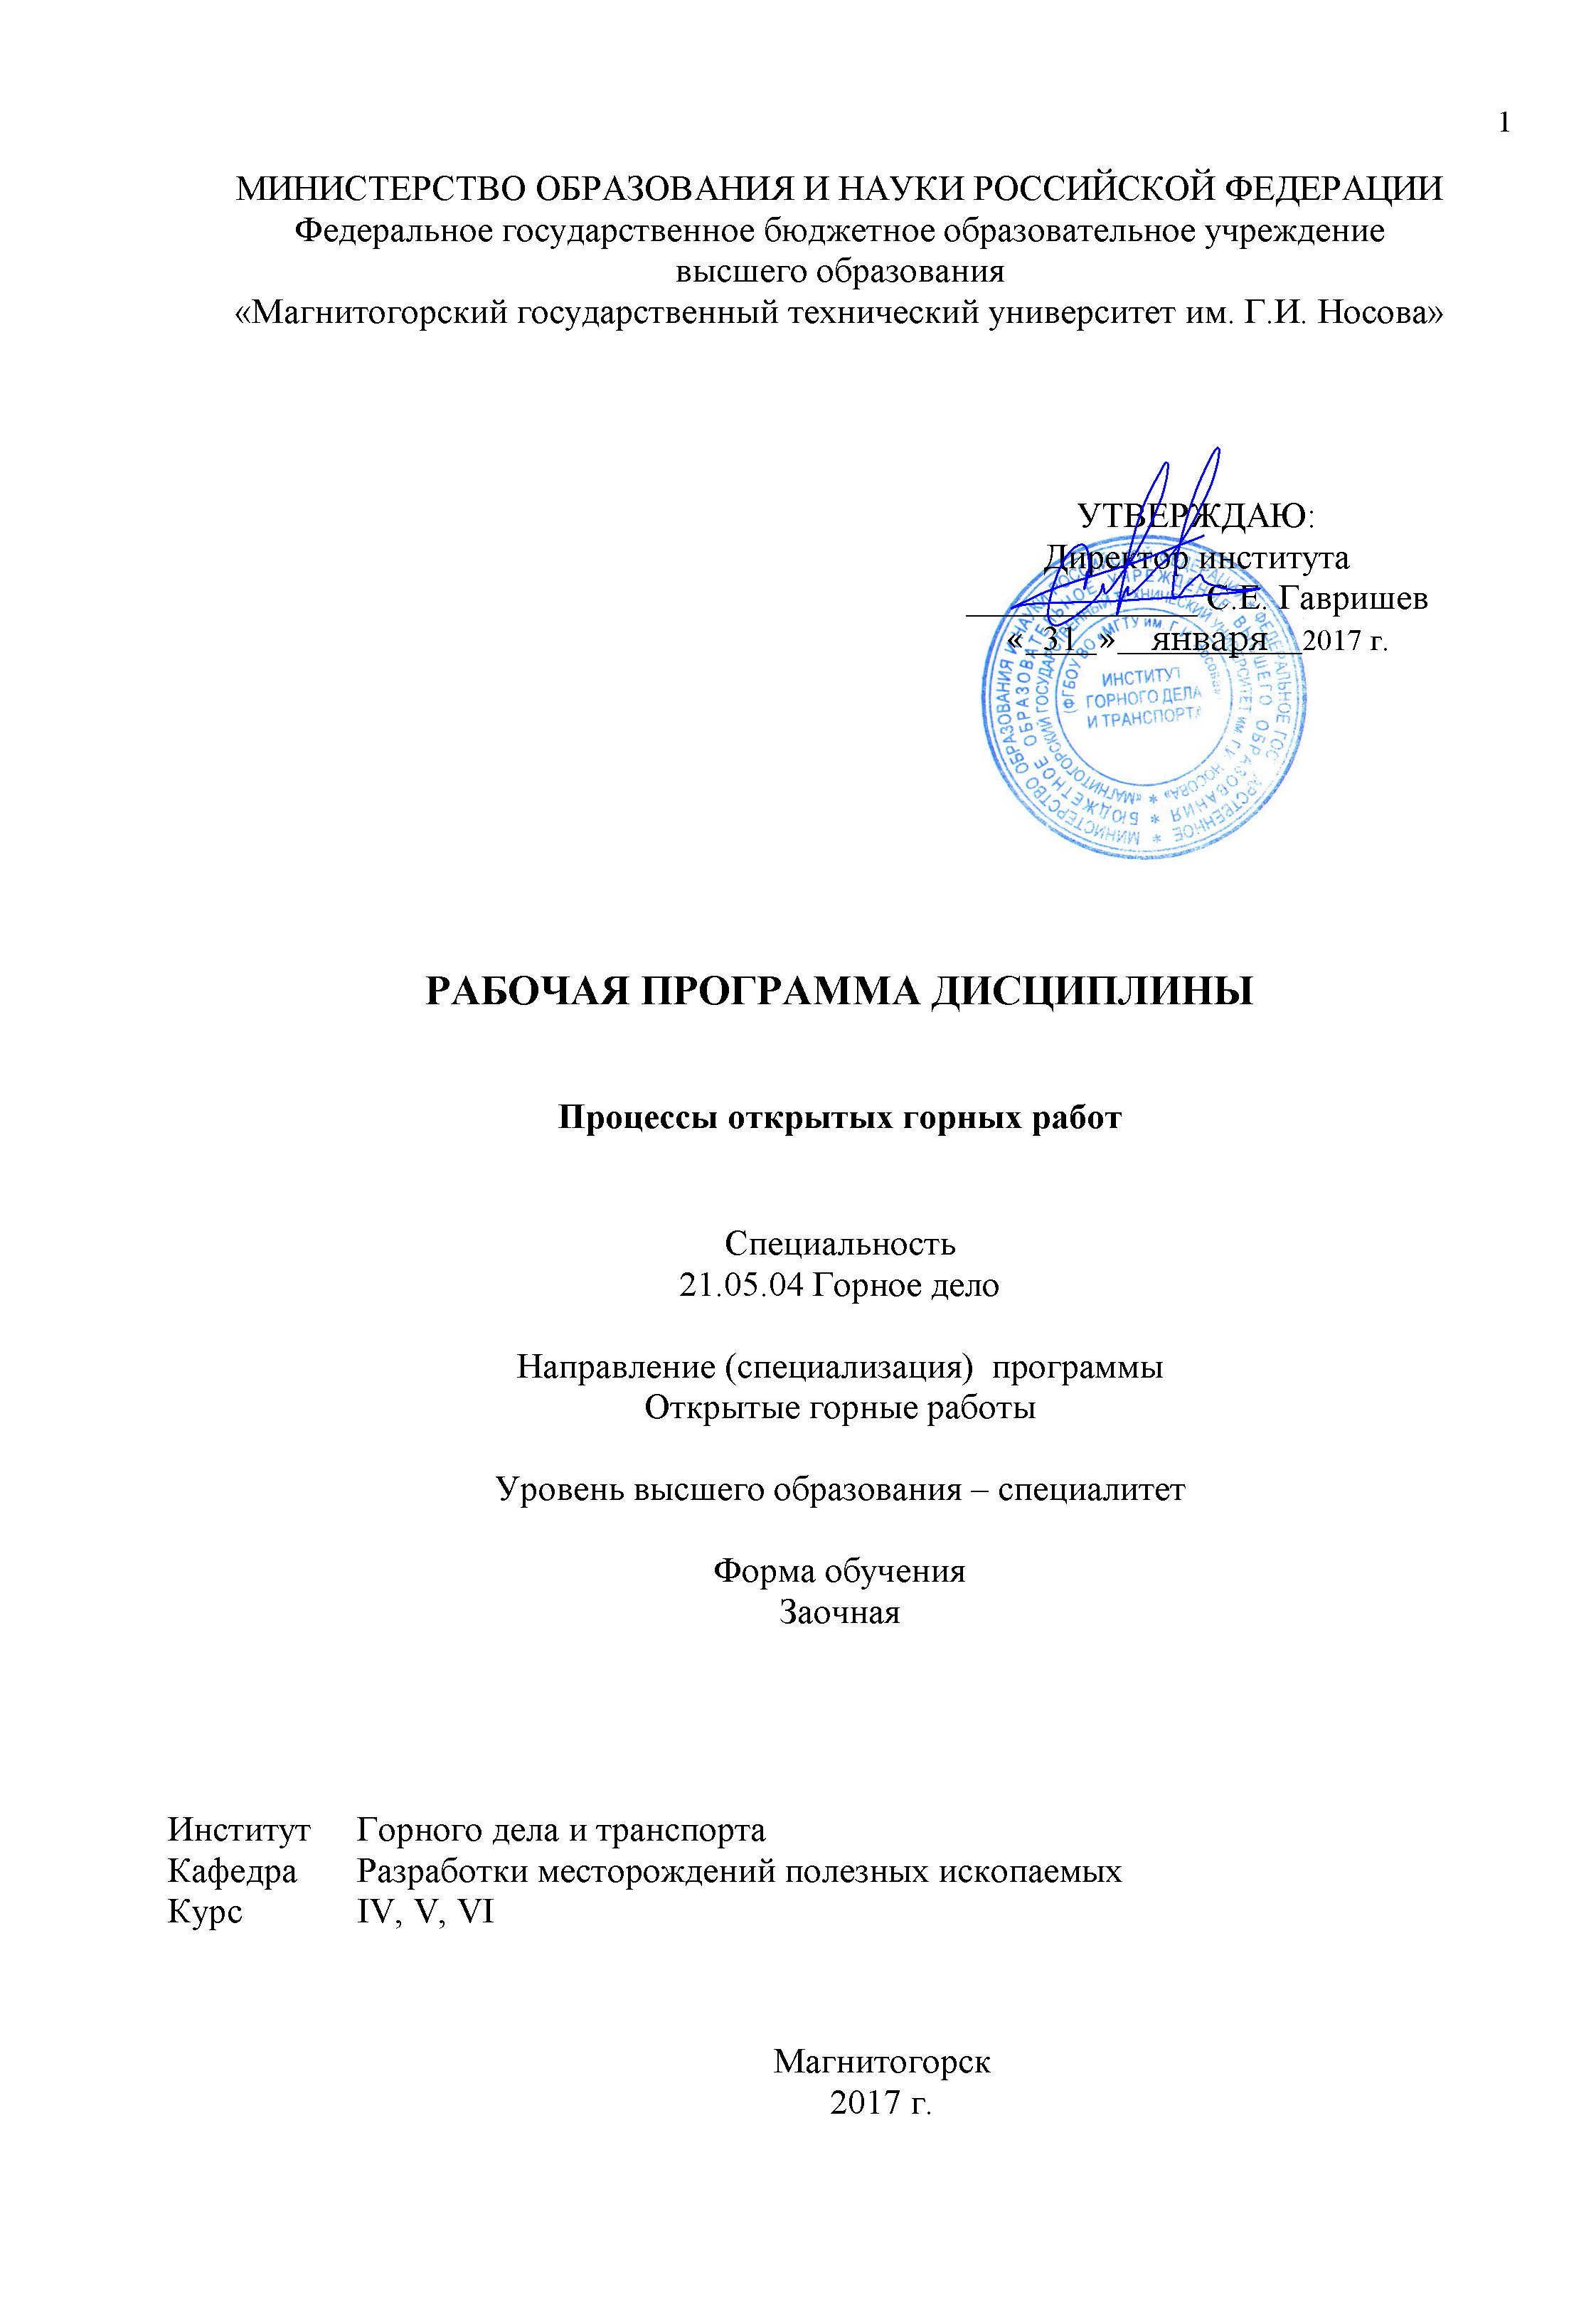 1
МИНИСТЕРСТВО ОБРАЗОВАНИЯ И НАУКИ РОССИЙСКОЙ ФЕДЕРАЦИИ
Федеральное государственное бюджетное образовательное учреждение
высшего образования
«Магнитогорский государственный технический университет им. Г.И. Носова»
УТВЕРЖДАЮ:
Директор института
С.Е. Гавришев
« 31 » января 2017 г.
ИНСТИТУТ
ГОРНОГО ДЕЛА
И ТРАНСПОРТА
РАБОЧАЯ ПРОГРАММА ДИСЦИПЛИНЫ
Процессы открытых горных работ
Специальность
21.05.04 Горное дело
Направление (специализация) программы
Открытые горные работы
Уровень высшего образования – специалитет
Форма обучения
Заочная
Институт Горного дела и транспорта
Кафедра Разработки месторождений полезных ископаемых
Курс IV, V, VI
Магнитогорск
2017 г.